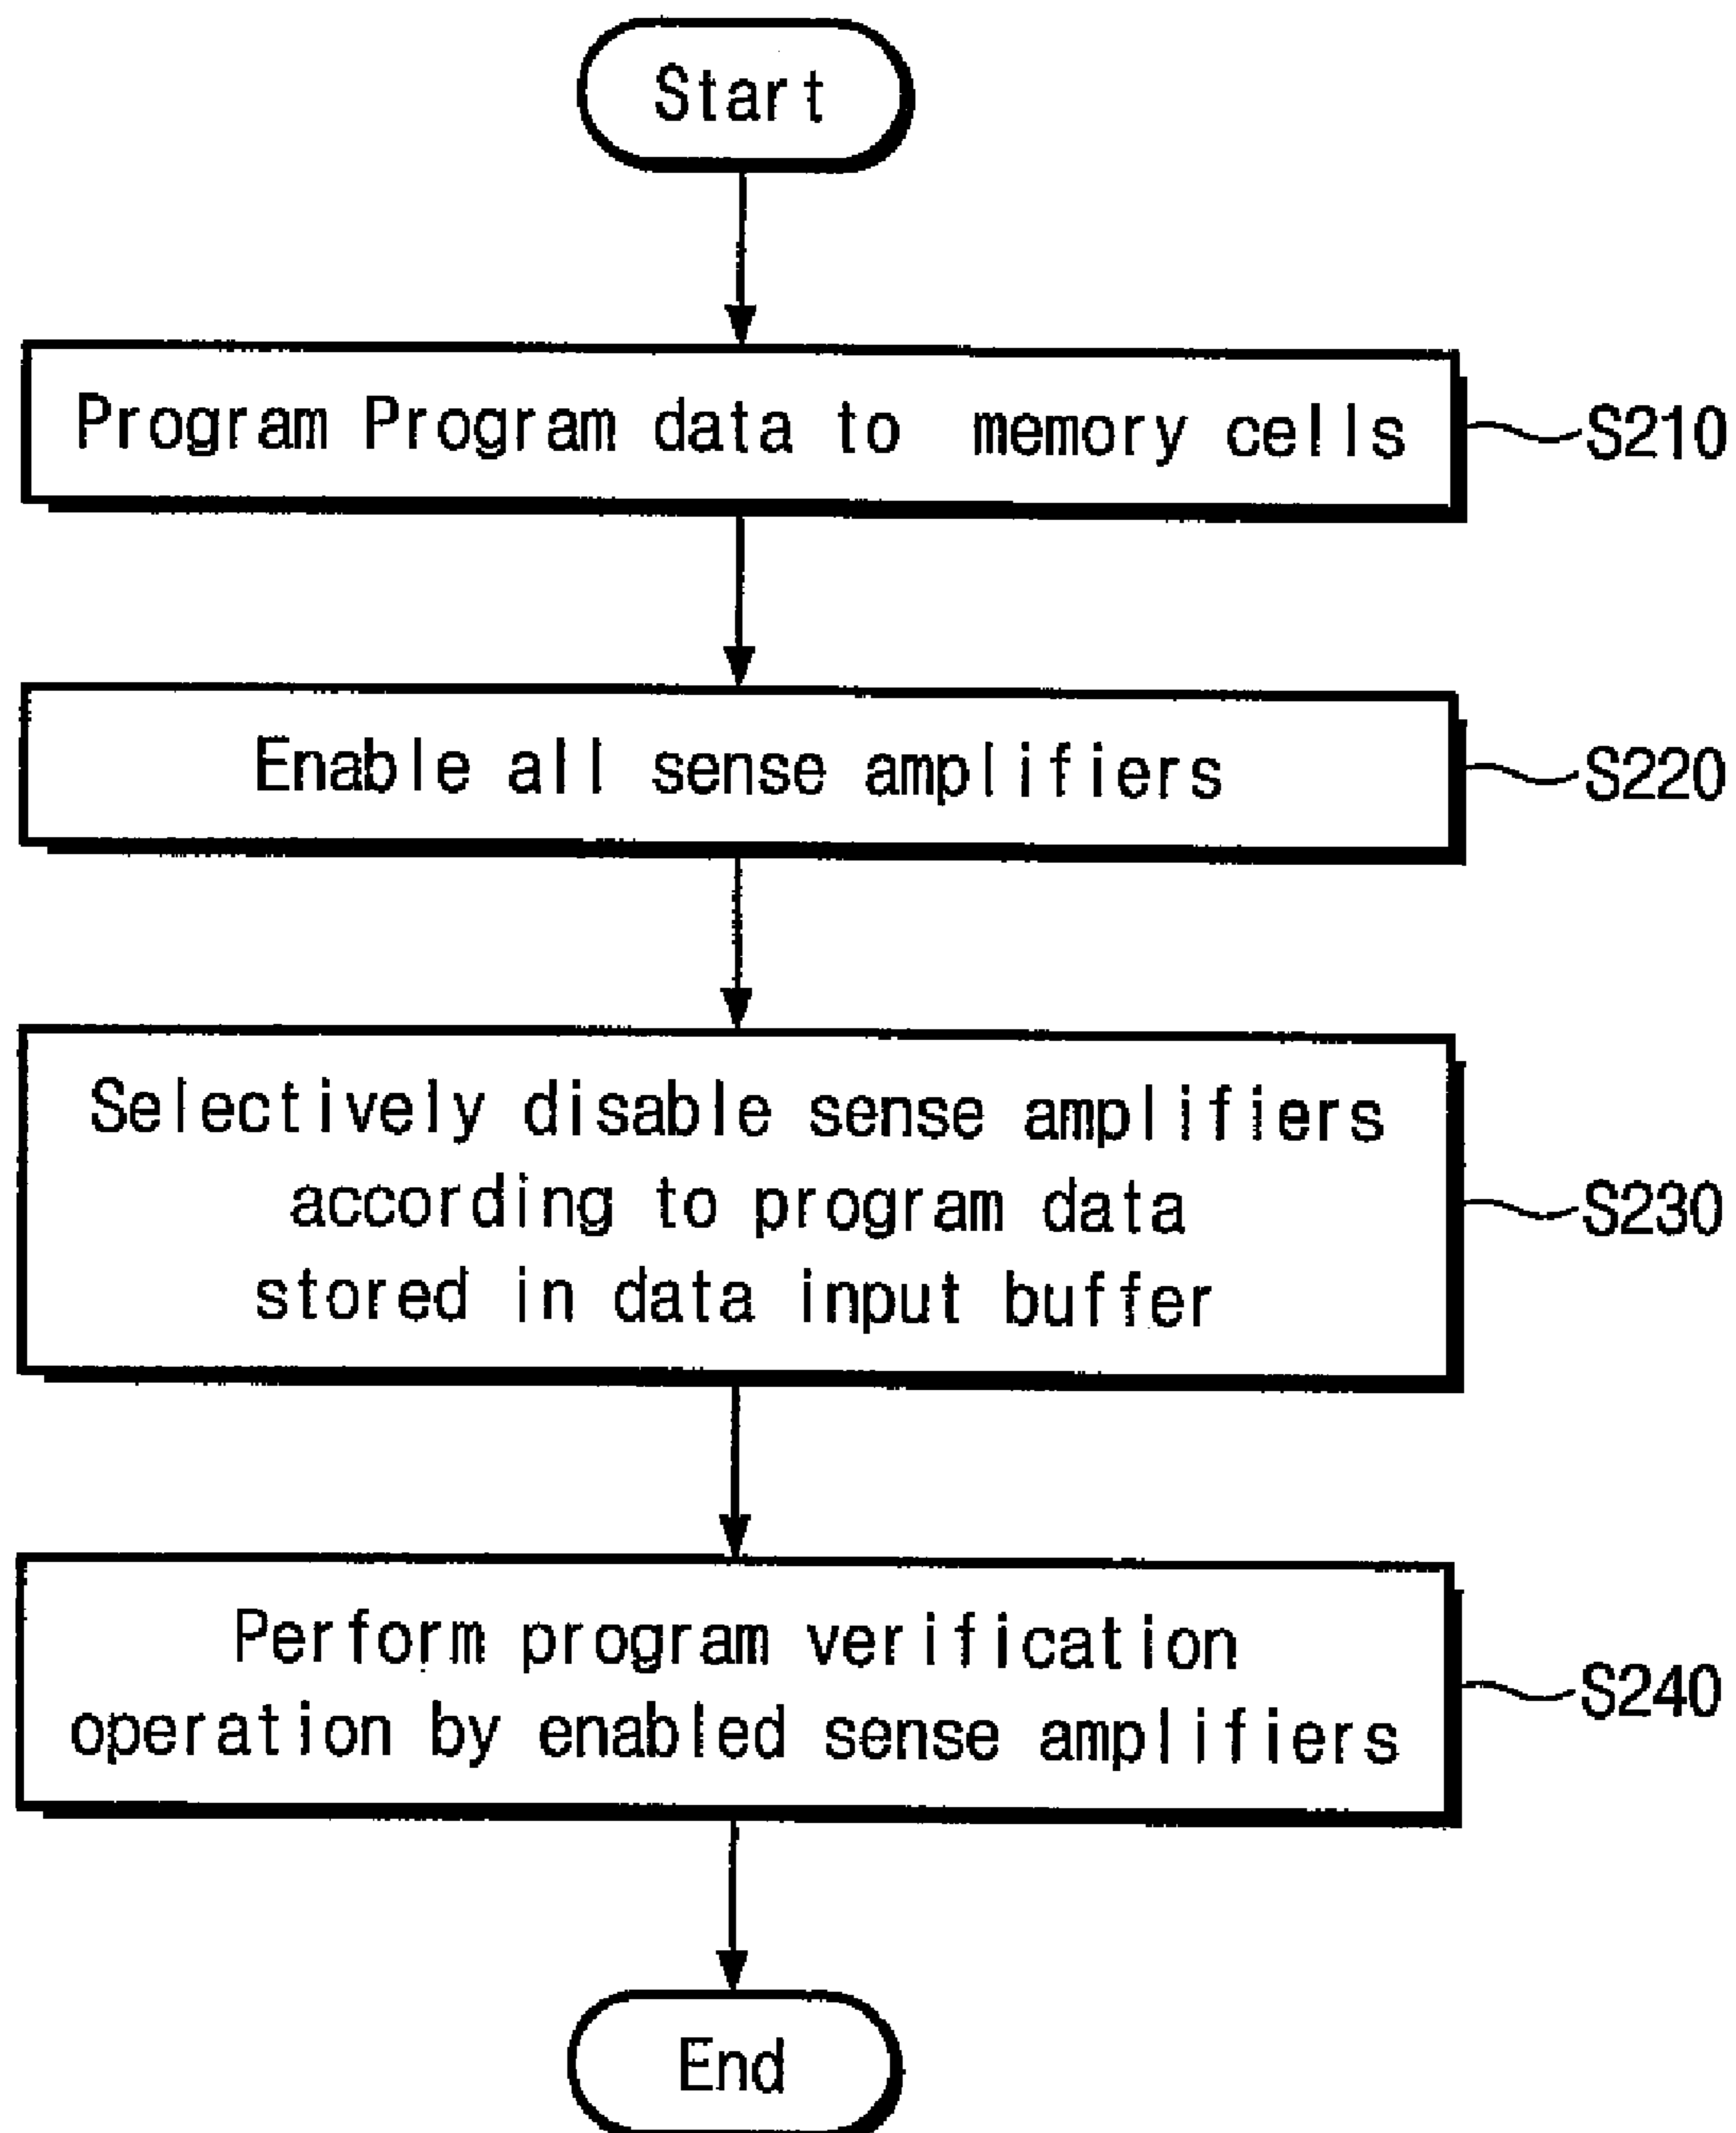 Start
Program Program data to memory cells
S210
Enable all sense amplifiers
S220
Selectively disable sense amplifiers
according to program data
stored in data input buffer
S230
Perform program verification
operation by enabled sense amplifiers
S240
End